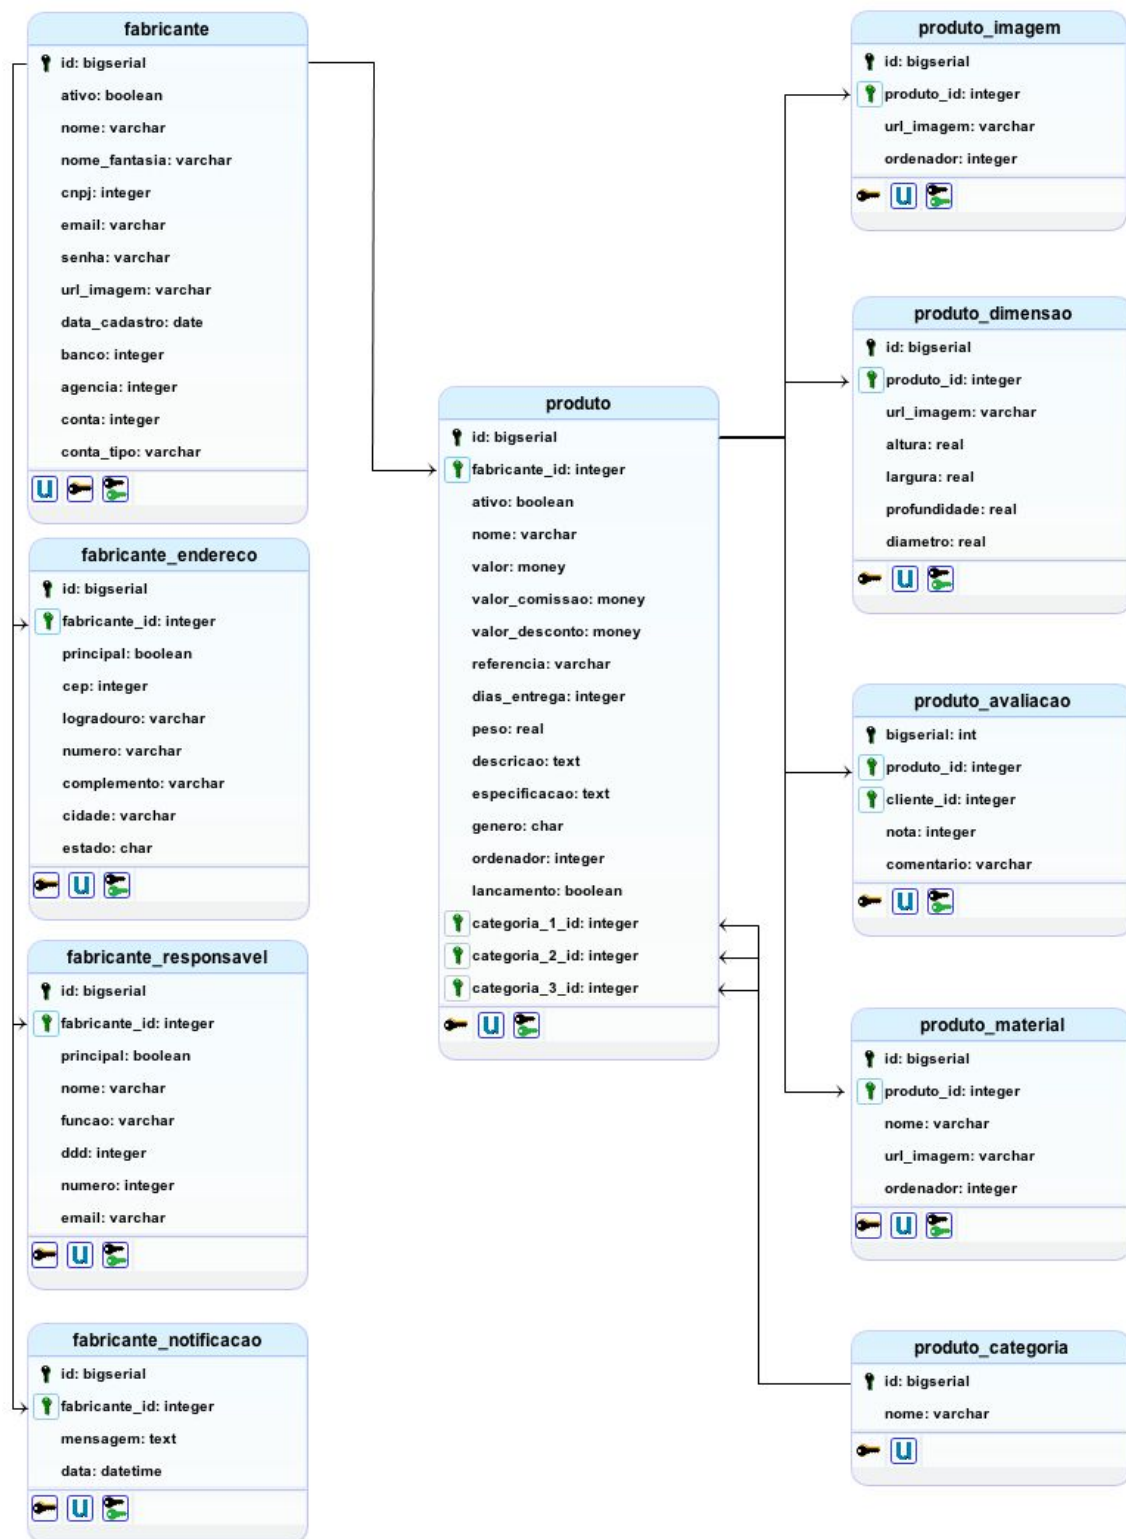 fabricante
id: bigserial
ativo: boolean
nome: varchar
nome_fantasia: varchar
cnpj: integer
email: varchar
senha: varchar
url_imagem: varchar
data_cadastro: date
banco: integer
agencia: integer
conta: integer
conta_tipo: varchar
U
fabricante_endereco
id: bigserial
fabricante_id: integer
principal: boolean
cep: integer
logradouro: varchar
numero: varchar
complemento: varchar
cidade: varchar
estado: char
U
fabricante_responsavel
id: bigserial
fabricante_id: integer
principal: boolean
nome: varchar
funcao: varchar
ddd: integer
numero: integer
email: varchar
U
fabricante_notificacao
id: bigserial
fabricante_id: integer
mensagem: text
data: datetime
U
produto
id: bigserial
fabricante_id: integer
ativo: boolean
nome: varchar
valor: money
valor_comissao: money
valor_desconto: money
referencia: varchar
dias_entrega: integer
peso: real
descricao: text
especificacao: text
genero: char
ordenador: integer
lancamento: boolean
categoria_1_id: integer
categoria_2_id: integer
categoria_3_id: integer
U
produto_imagem
id: bigserial
produto_id: integer
url_imagem: varchar
ordenador: integer
U
produto_dimensao
id: bigserial
produto_id: integer
url_imagem: varchar
altura: real
largura: real
profundidade: real
diametro: real
U
produto_avaliacao
bigserial: int
produto_id: integer
cliente_id: integer
nota: integer
comentario: varchar
U
produto_material
id: bigserial
produto_id: integer
nome: varchar
url_imagem: varchar
ordenador: integer
U
produto_categoria
id: bigserial
nome: varchar
U